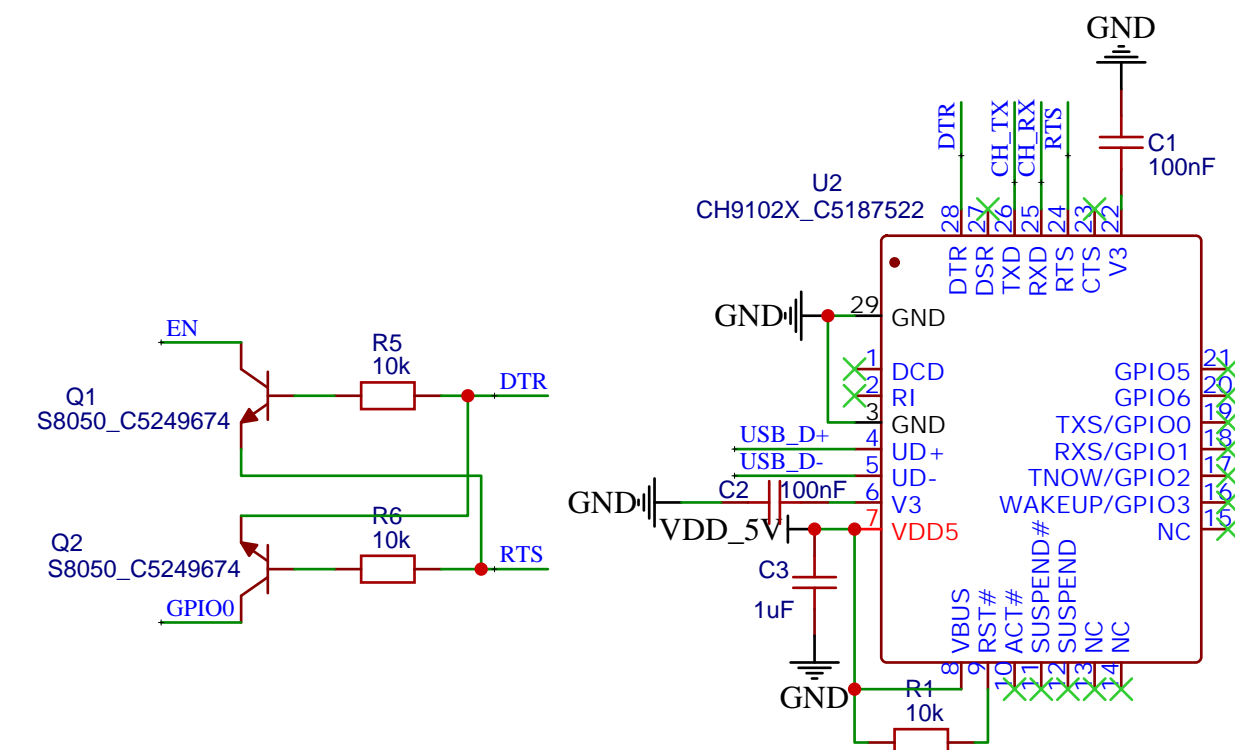 EN
R5
10k
DTR
Q1
S8050_C5249674
R6
10k
RTS
Q2
S8050_C5249674
GPIO0
GND
C1
100nF
DTR
CH_TX
CH_RX
RTS
U2
CH9102X_C5187522
28
27
26
25
24
23
22
DTR
DSR
TXD
RXD
RTS
CTS
V3
GND
29
GND
1
DCD
2
RI
3
GND
USB_D+
4
UD+
USB_D-
5
UD-
GND
C2
100nF
6
V3
VDD_5V
7
VDD5
C3
1uF
GND
21
GPIO5
20
GPIO6
19
TXS/GPIO0
18
RXS/GPIO1
17
TNOW/GPIO2
16
WAKEUP/GPIO3
15
NC
VBUS
RST#
ACT#
SUSPEND#
SUSPEND
NC
NC
8
9
10
11
12
13
14
R1
10k